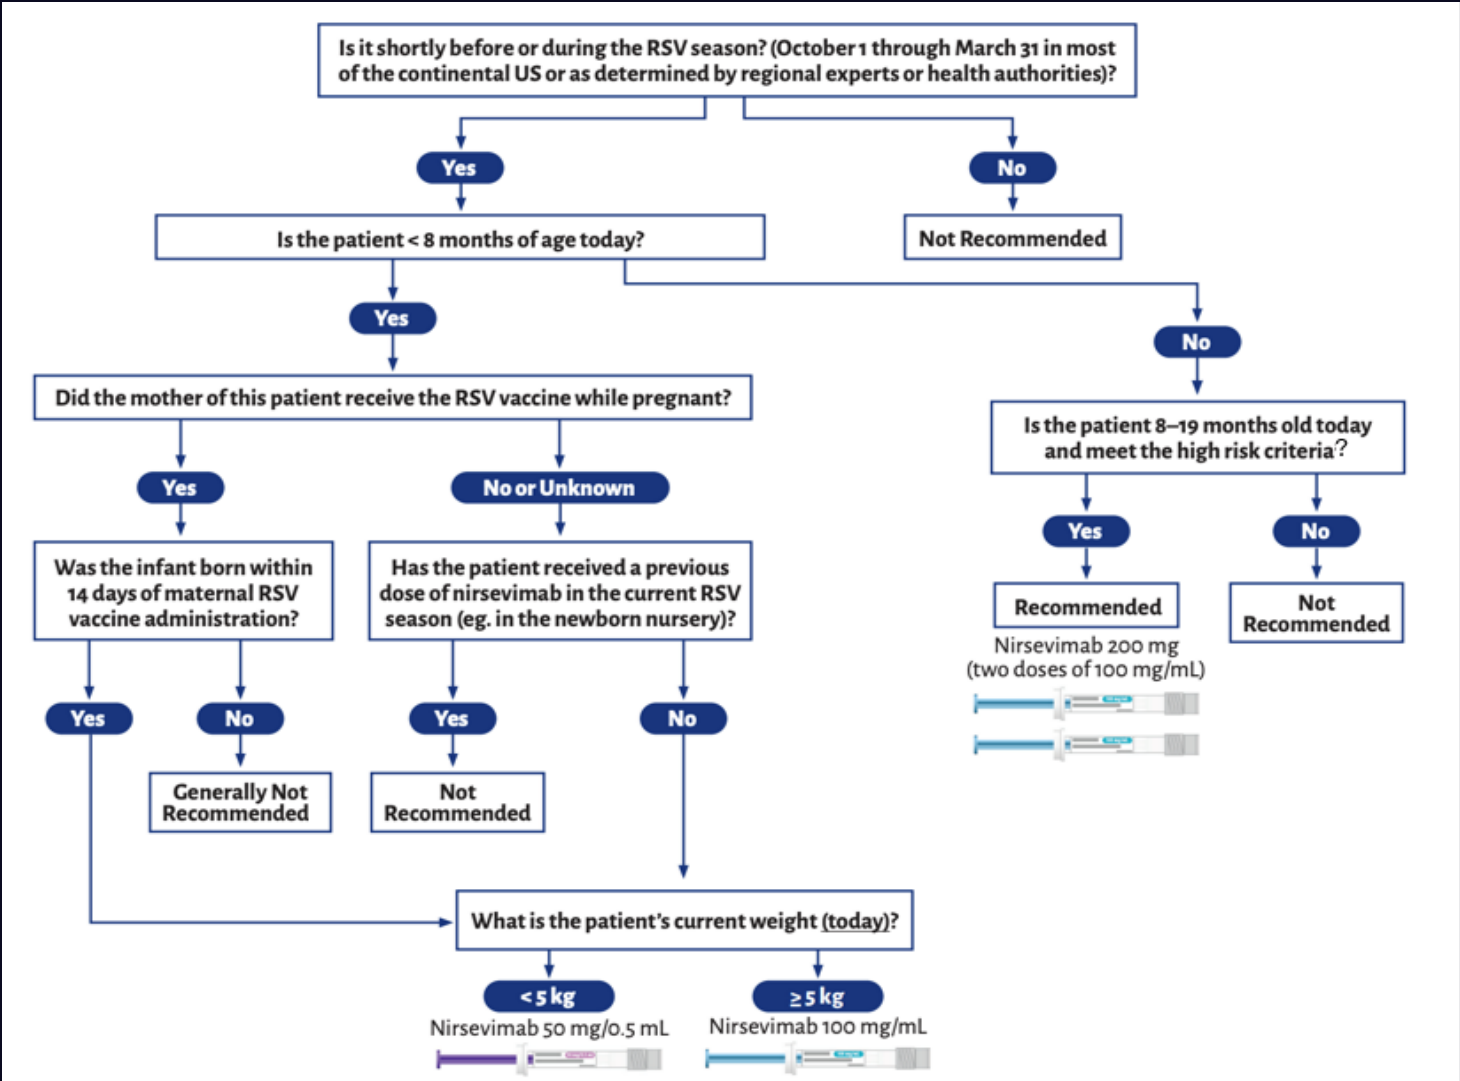 Is it shortly before or during the RSV season? (October 1 through March 31 in most
of the continental US or as determined by regional experts or health authorities)?
Yes
No
Is the patient < 8 months of age today?
Not Recommended
Yes
No
Did the mother of this patient receive the RSV vaccine while pregnant?
Is the patient 8–19 months old today
and meet the high risk criteria?
Yes
No or Unknown
Yes
No
Was the infant born within
14 days of maternal RSV
vaccine administration?
Has the patient received a previous
dose of nirsevimab in the current RSV
season (eg. in the newborn nursery)?
Recommended
Nirsevimab 200 mg
(two doses of 100 mg/mL)
Not
Recommended
Yes
No
Yes
No
Generally Not
Recommended
Not
Recommended
What is the patient's current weight (today)?
< 5 kg
≥ 5 kg
Nirsevimab 50 mg/0.5 mL
Nirsevimab 100 mg/mL